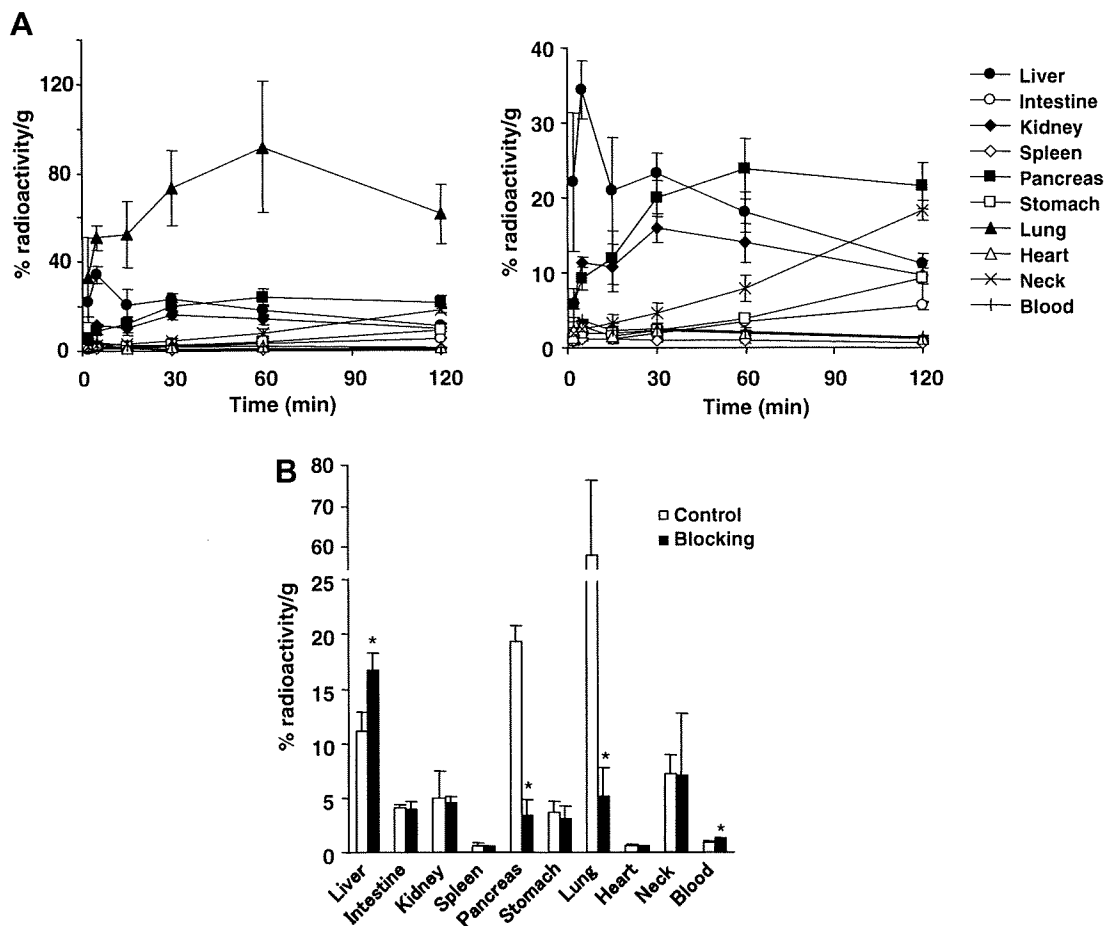 A
% radioactivity/g
120
80
40
0
0 30 60 90 120
Time (min)
% radioactivity/g
40
30
20
10
0
0 30 60 90 120
Time (min)
Liver
Intestine
Kidney
Spleen
Pancreas
Stomach
Lung
Heart
Neck
Blood
B
% radioactivity/g
80
70
60
25
20
15
10
5
0
Control
Blocking
*
*
*
*
Liver
Intestine
Kidney
Spleen
Pancreas
Stomach
Lung
Heart
Neck
Blood